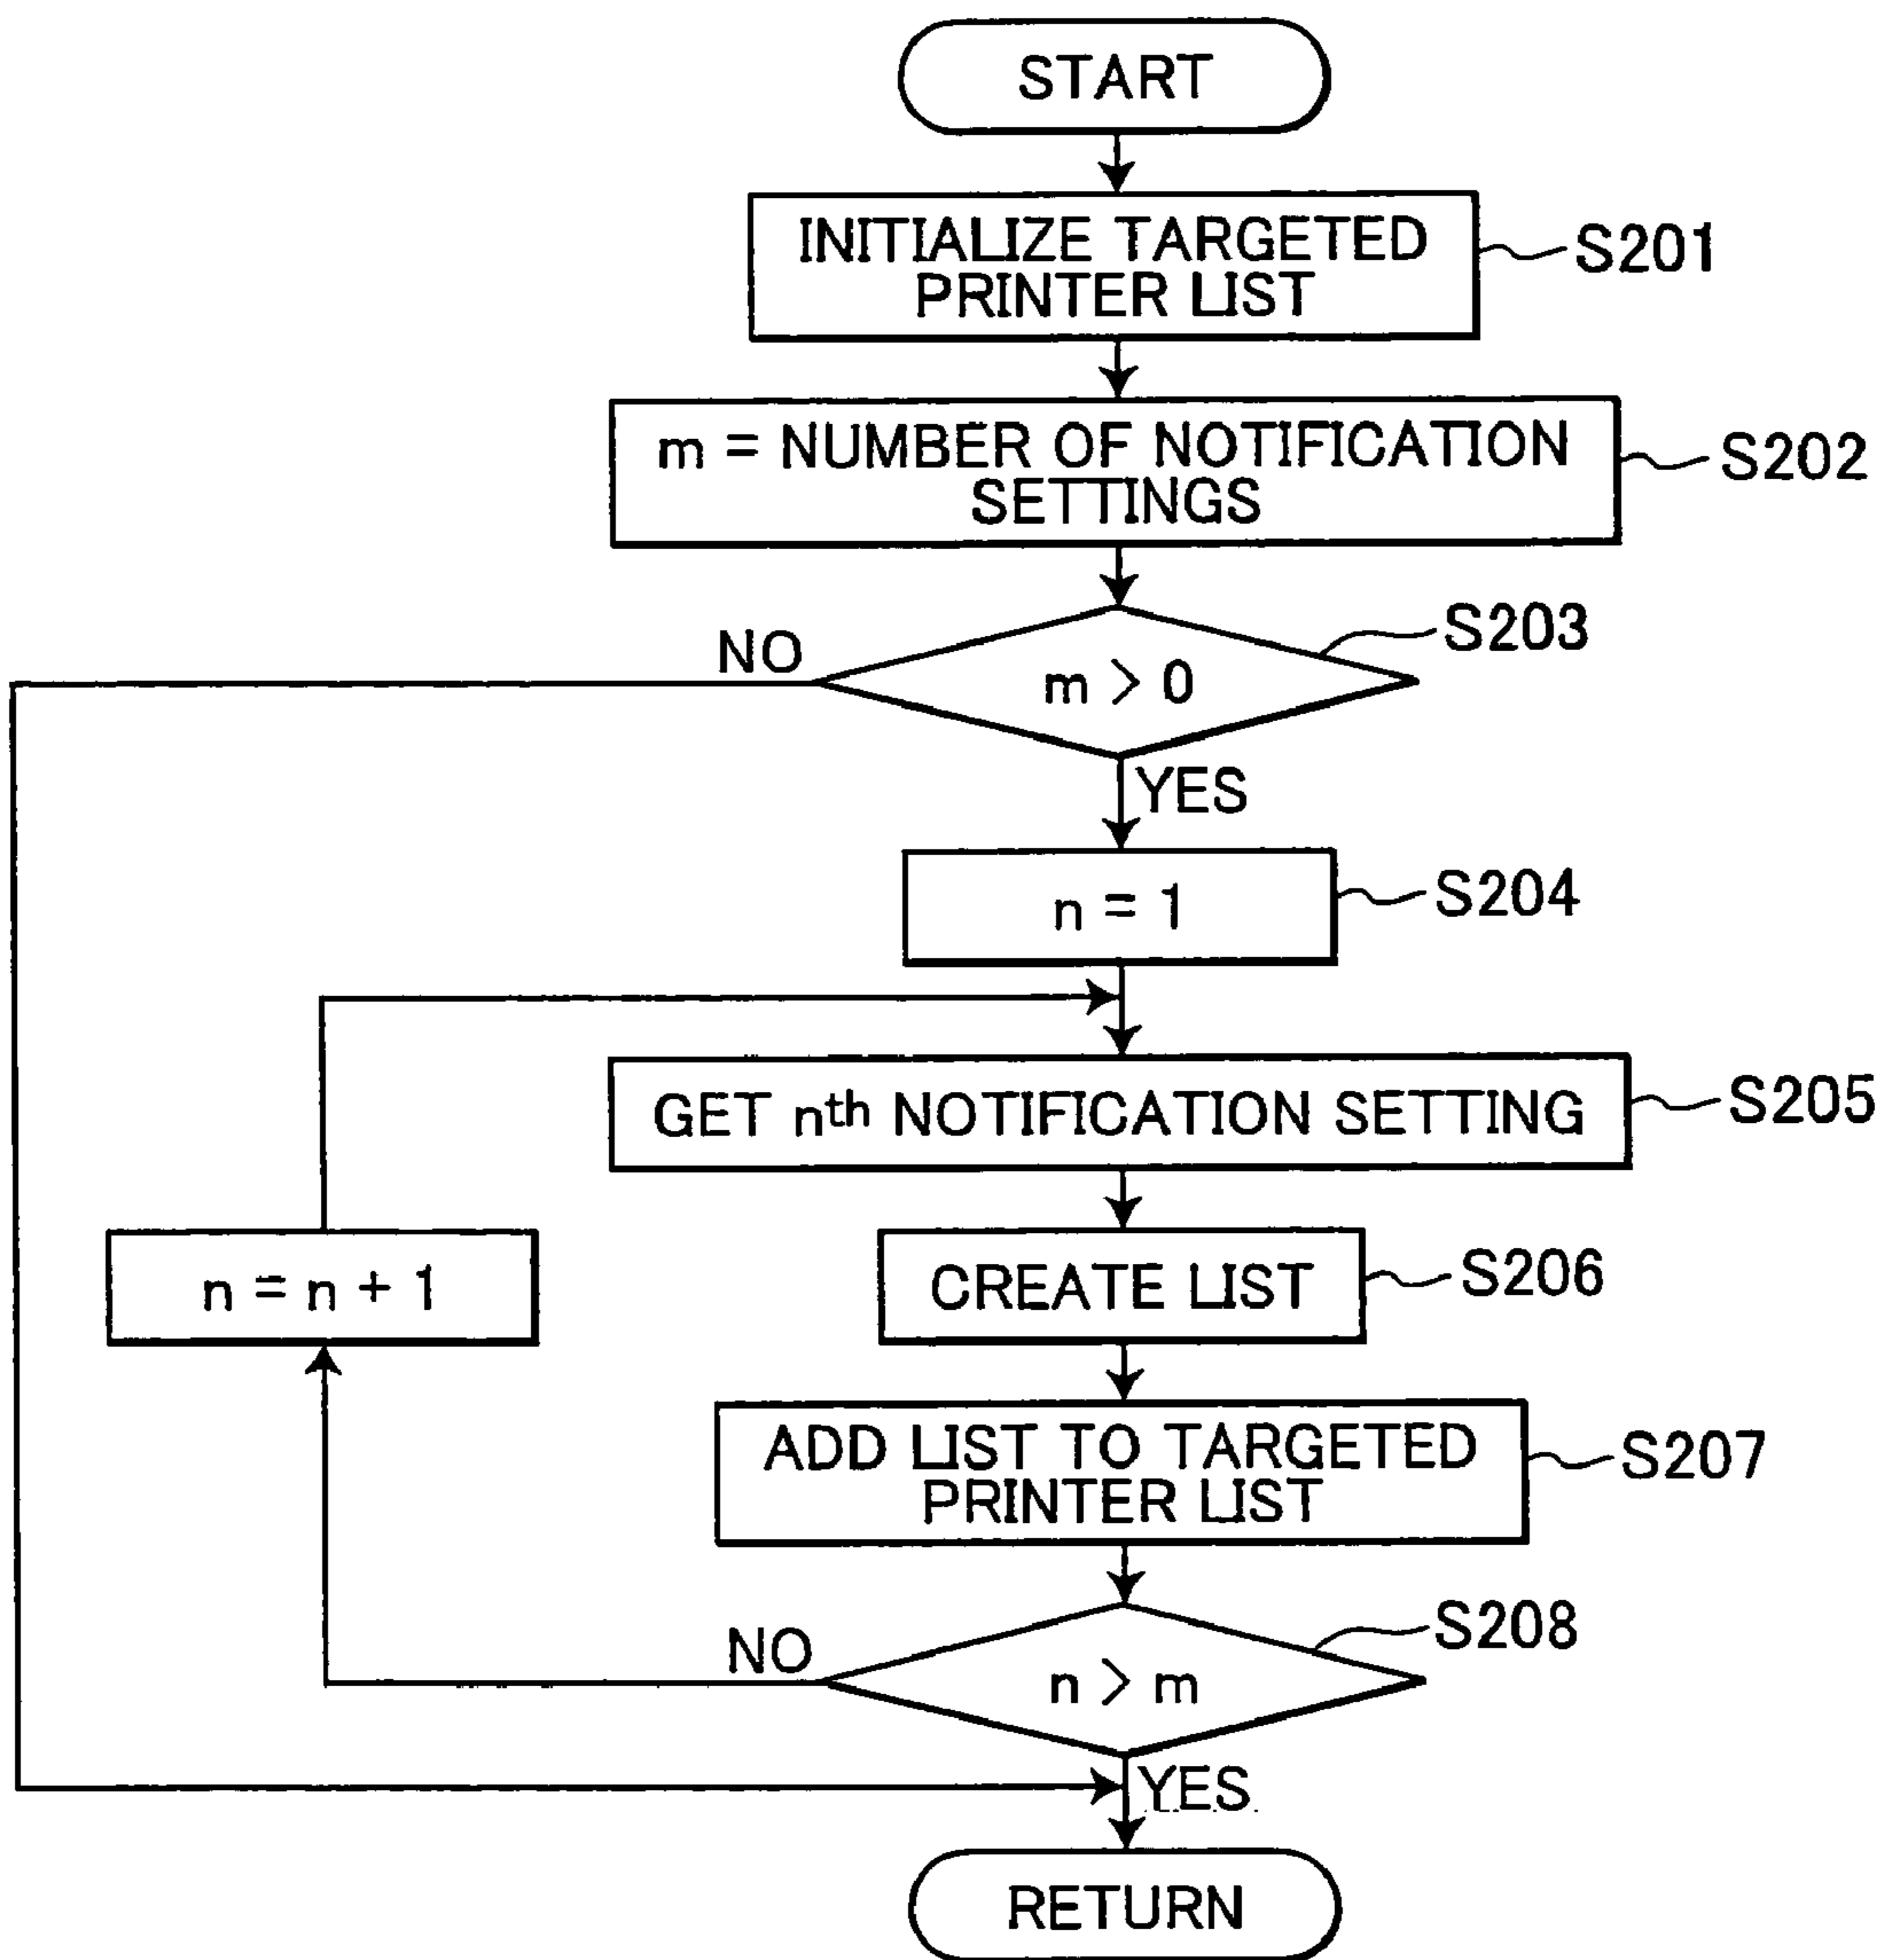 START
INITIALIZE TARGETED
PRINTER LIST
S201
m = NUMBER OF NOTIFICATION
SETTINGS
S202
S203
NO
m > 0
YES
n = 1
S204
GET nth NOTIFICATION SETTING
S205
n = n + 1
CREATE LIST
S206
ADD LIST TO TARGETED
PRINTER LIST
S207
S208
NO
n > m
YES
RETURN